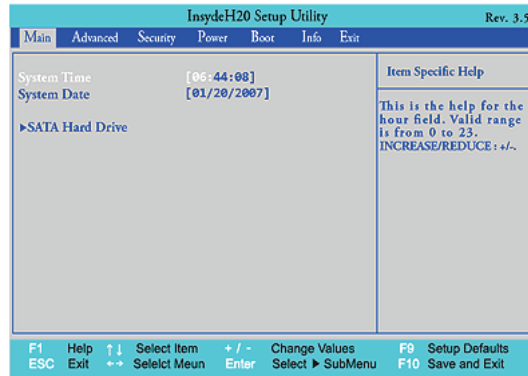 InsydeH20 Setup Utility Rev. 3.5
Main Advanced Security Power Boot Info Exit
System Time [06:44:08]
System Date [01/20/2007]
▶SATA Hard Drive
Item Specific Help
This is the help for the
hour field. Valid range
is from 0 to 23.
INCREASE/REDUCE : +/-.
F1 Help ↑↓ Select Item + / - Change Values F9 Setup Defaults
ESC Exit ←→ Selelct Meun Enter Select ▶ SubMenu F10 Save and Exit